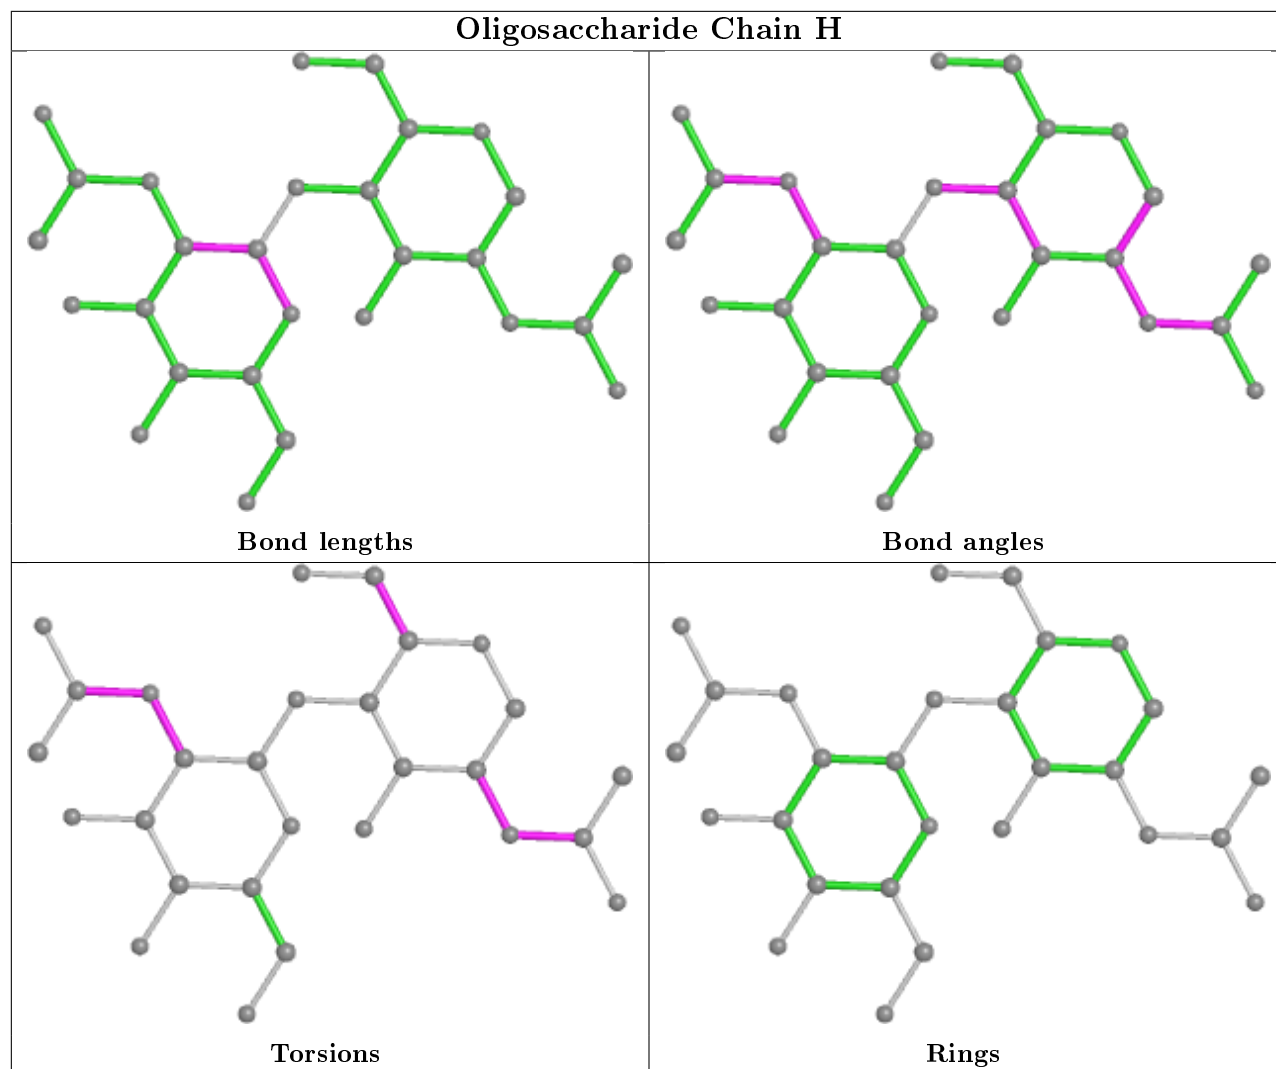 Oligosaccharide Chain H
Bond lengths
Bond angles
Torsions
Rings